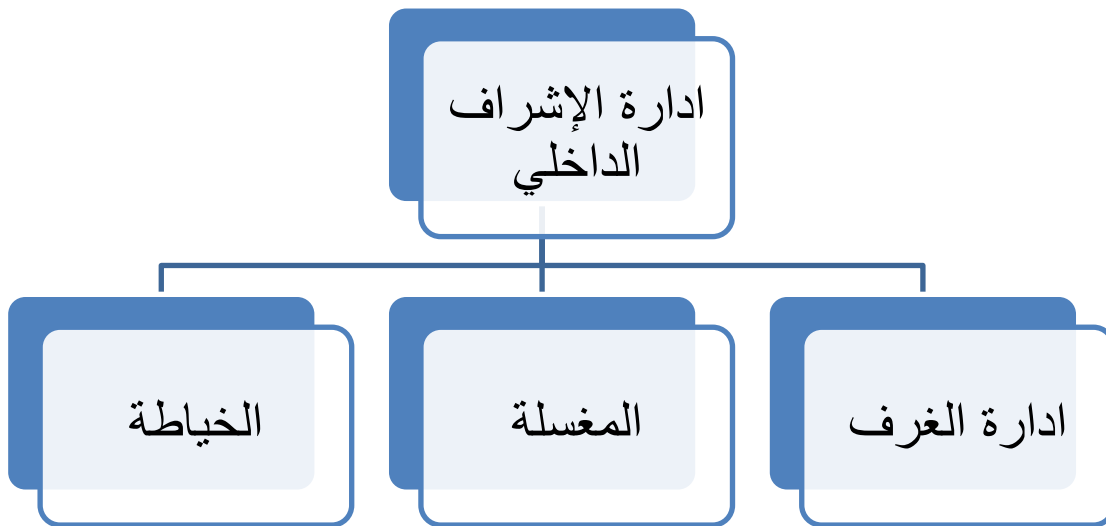 ادارة الإشراف
الداخلي
ادارة الغرف
المغسلة
الخياطة